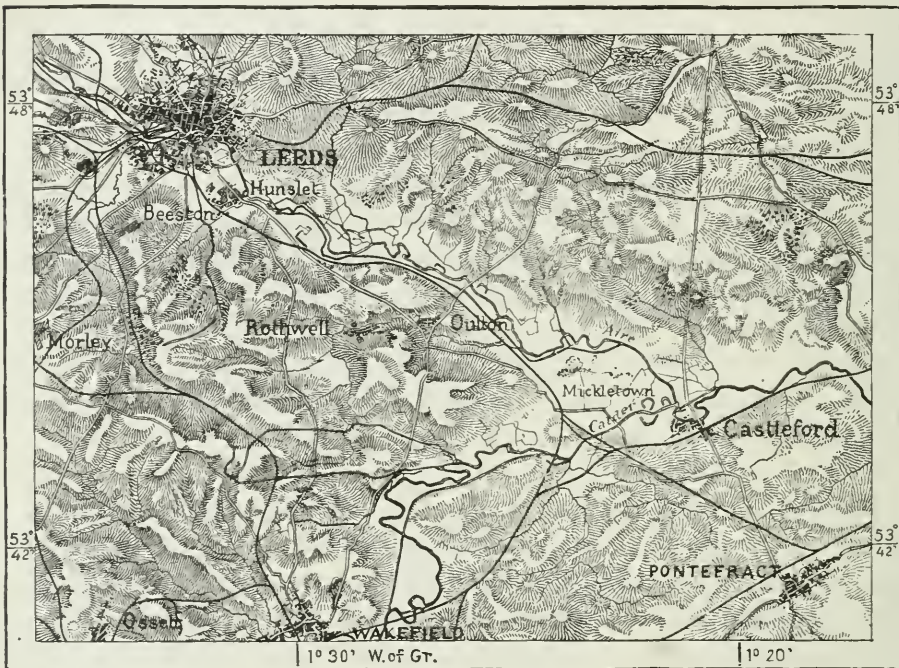 53°
48'
53°
48'
LEEDS
Hunslet
Beeston
Rothwell
Oulton
Morley
Air
Mickletown
Calder
Castleford
53°
42'
53°
42'
PONTEFRACT
Ossett
WAKEFIELD
1° 30' W. of Gr.
1° 20'